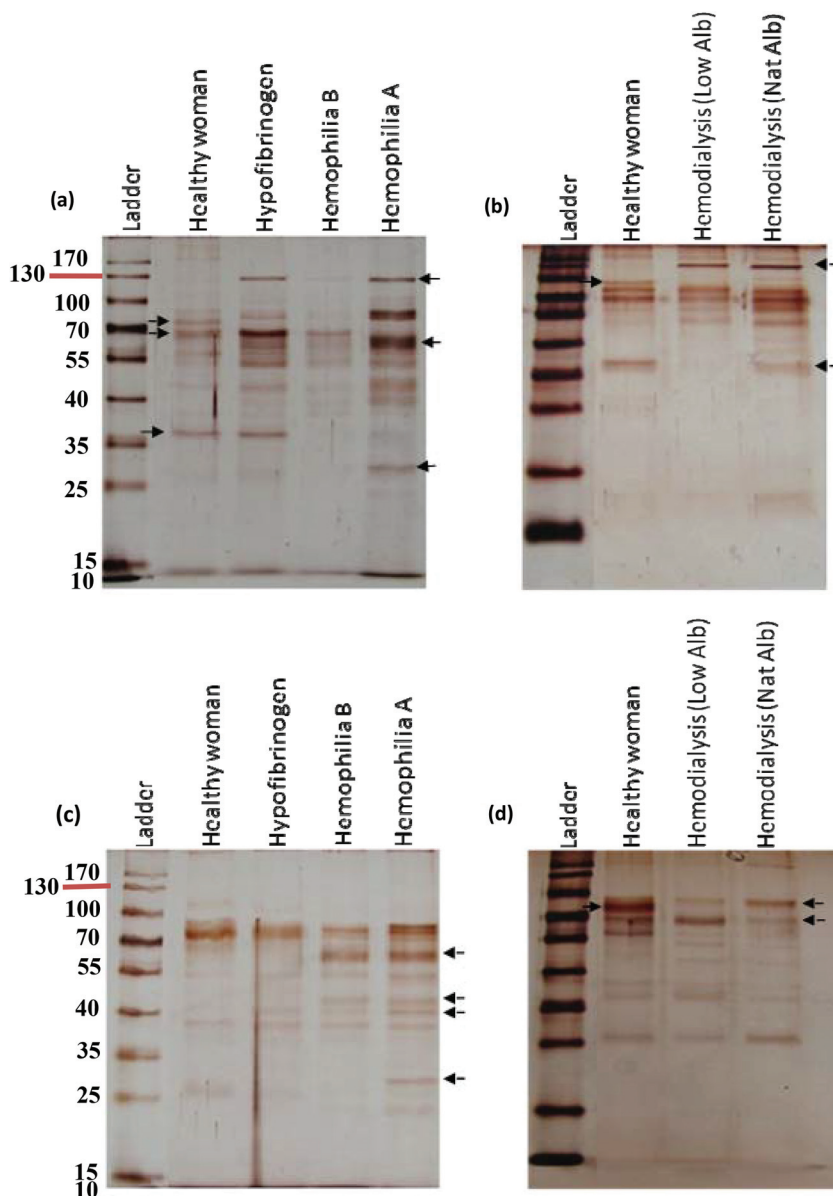 (a)
Ladder
Healthy woman
Hypofibrinogen
Hemophilia B
Hemophilia A
170
130
100
70
55
40
35
25
15
10
(b)
Ladder
Healthy woman
Hemodialysis (Low Alb)
Hemodialysis (Nat Alb)
(c)
Ladder
Healthy woman
Hypofibrinogen
Hemophilia B
Hemophilia A
170
130
100
70
55
40
35
25
15
10
(d)
Ladder
Healthy woman
Hemodialysis (Low Alb)
Hemodialysis (Nat Alb)